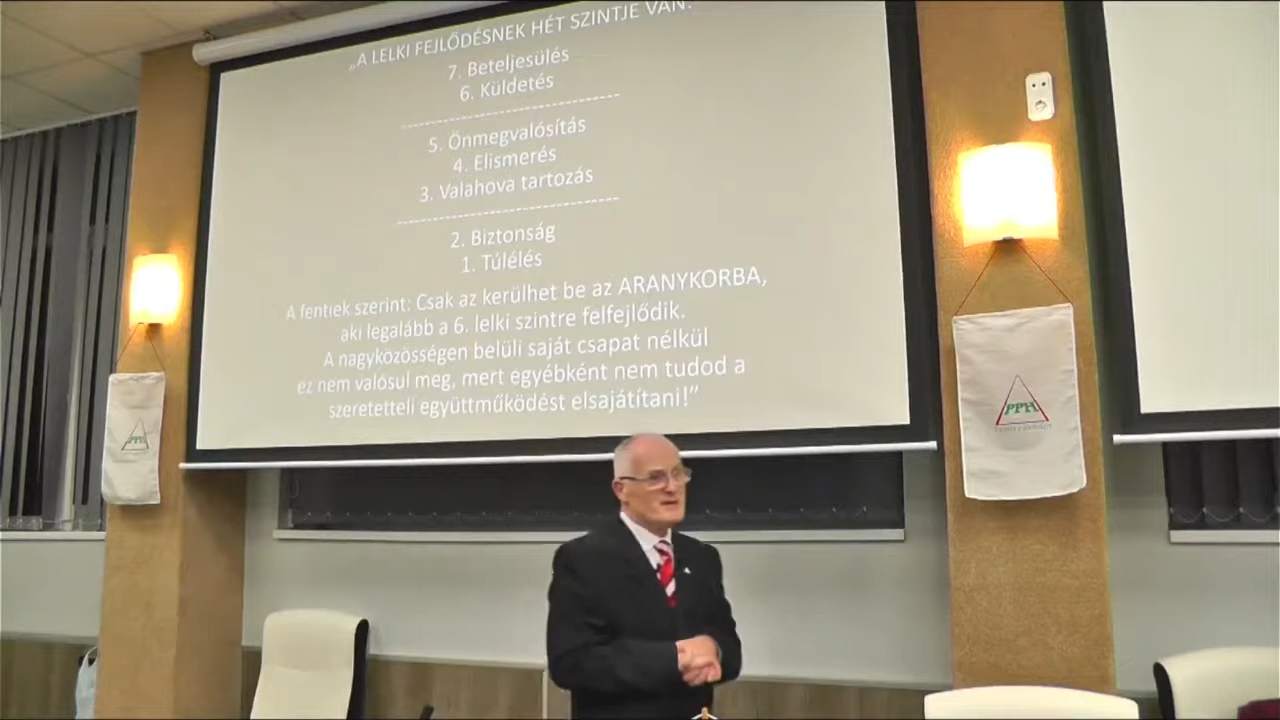 „A LELKI FEJLŐDÉSNEK HÉT SZINTJE VAN:
7. Beteljesülés
6. Küldetés
-----------------------------------
5. Önmegvalósítás
4. Elismerés
3. Valahova tartozás
-----------------------------------
2. Biztonság
1. Túlélés
A fentiek szerint: Csak az kerülhet be az ARANYKORBA,
aki legalább a 6. lelki szintre felfejlődik.
A nagyközösségen belüli saját csapat nélkül
ez nem valósul meg, mert egyébként nem tudod a
szeretetteli együttműködést elsajátítani!”
PPH
PPH